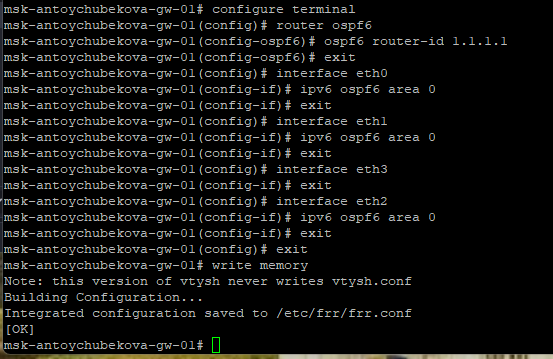 msk-antoychubekova-gw-01# configure terminal
msk-antoychubekova-gw-01(config)# router ospf6
msk-antoychubekova-gw-01(config-ospf6)# ospf6 router-id 1.1.1.1
msk-antoychubekova-gw-01(config-ospf6)# exit
msk-antoychubekova-gw-01(config)# interface eth0
msk-antoychubekova-gw-01(config-if)# ipv6 ospf6 area 0
msk-antoychubekova-gw-01(config-if)# exit
msk-antoychubekova-gw-01(config)# interface eth1
msk-antoychubekova-gw-01(config-if)# ipv6 ospf6 area 0
msk-antoychubekova-gw-01(config-if)# exit
msk-antoychubekova-gw-01(config)# interface eth3
msk-antoychubekova-gw-01(config-if)# exit
msk-antoychubekova-gw-01(config)# interface eth2
msk-antoychubekova-gw-01(config-if)# ipv6 ospf6 area 0
msk-antoychubekova-gw-01(config-if)# exit
msk-antoychubekova-gw-01(config)# exit
msk-antoychubekova-gw-01# write memory
Note: this version of vtysh never writes vtysh.conf
Building Configuration...
Integrated configuration saved to /etc/frr/frr.conf
[OK]
msk-antoychubekova-gw-01#